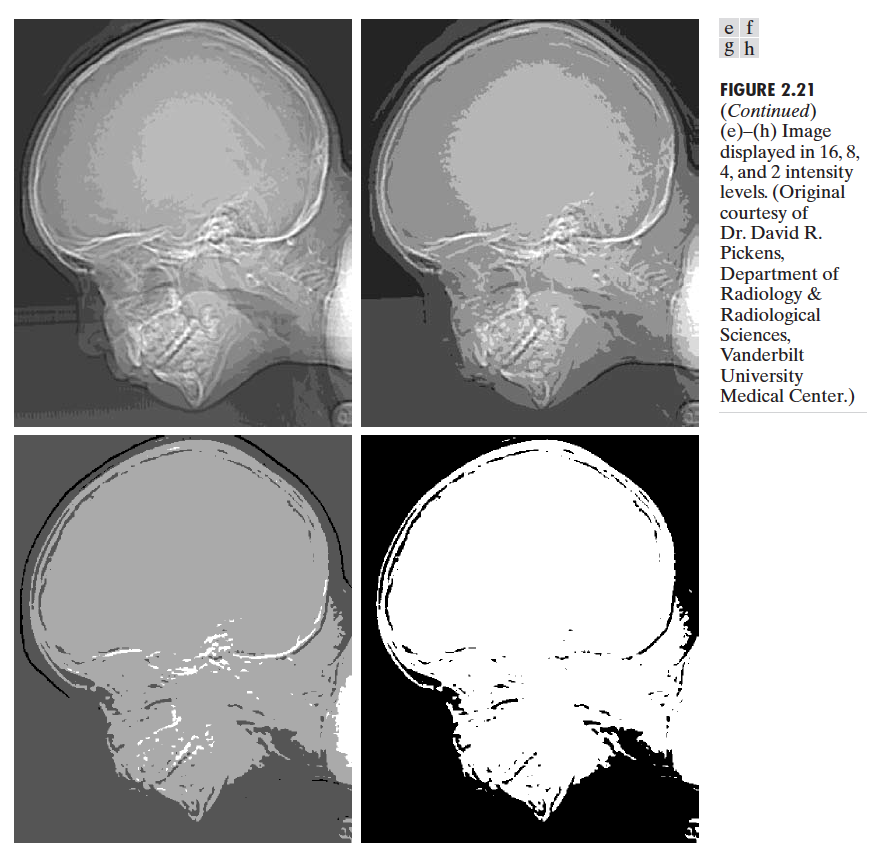 e f
g h
FIGURE 2.21
(Continued)
(e)–(h) Image
displayed in 16, 8,
4, and 2 intensity
levels. (Original
courtesy of
Dr. David R.
Pickens,
Department of
Radiology &
Radiological
Sciences,
Vanderbilt
University
Medical Center.)